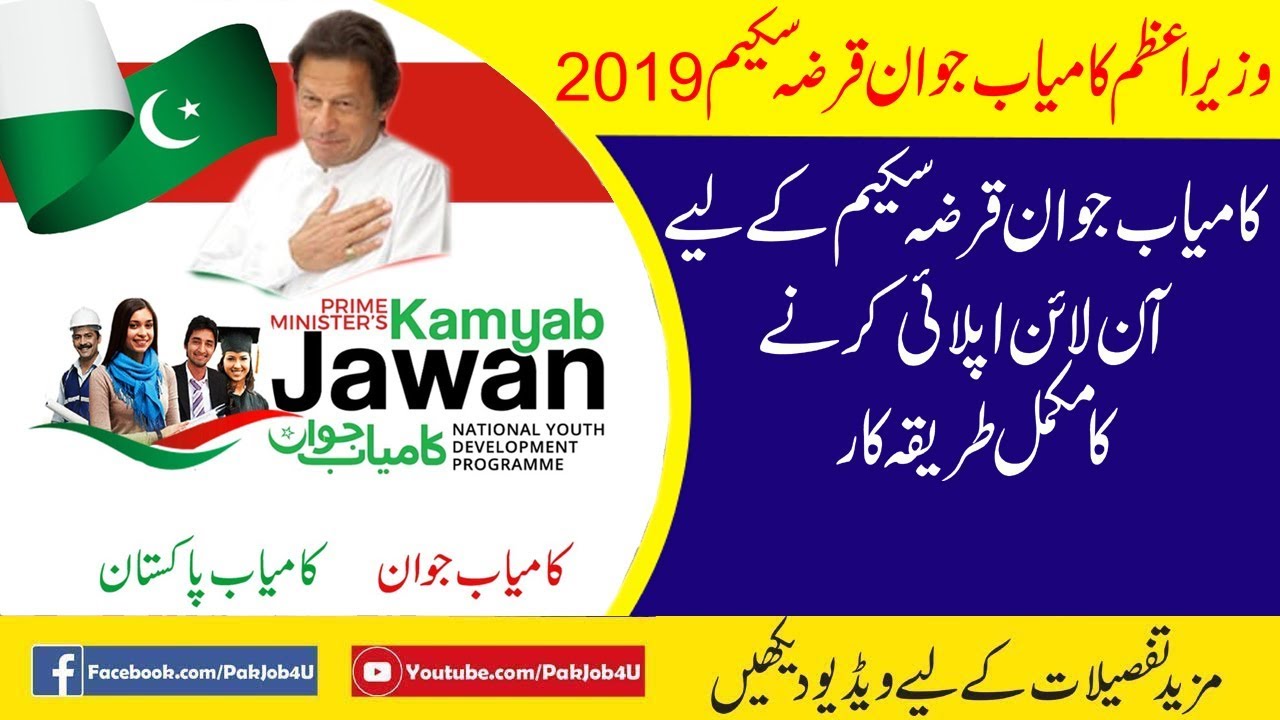 وزیراعظم کامیاب جوان قرضہ سکیم 2019
کامیاب جوان قرضہ سکیم کے لیے
آن لائن اپلائی کرنے
کا مکمل طریقہ کار
PRIME
MINISTER'S Kamyab
Jawan
کامیاب جوان
NATIONAL YOUTH
DEVELOPMENT
PROGRAMME
کامیاب جوان کامیاب پاکستان
Facebook.com/PakJob4U
Youtube.com/PakJob4U
مزید تفصیلات کے لیے ویڈیو دیکھیں